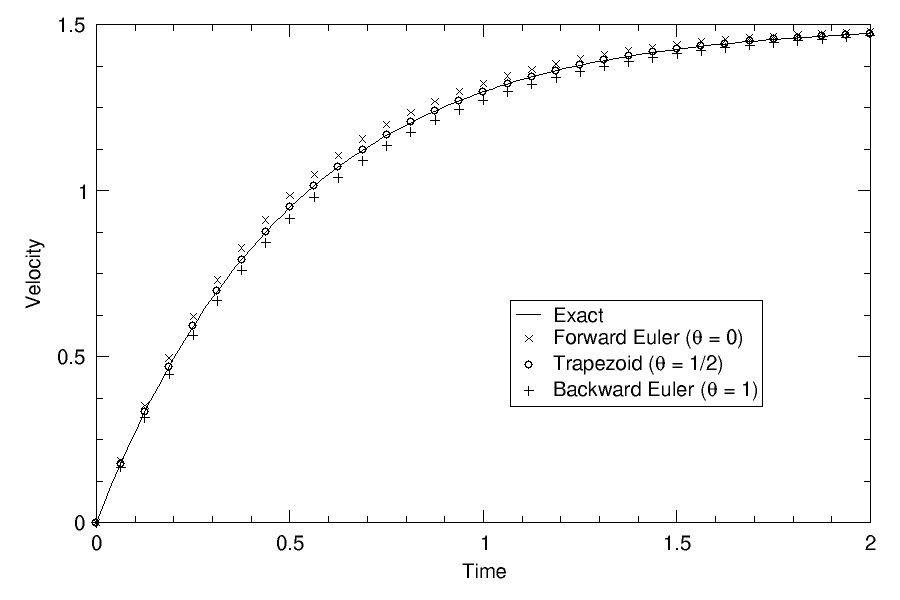 1.5
1
0.5
0
Velocity
Exact
Forward Euler (θ = 0)
Trapezoid (θ = 1/2)
Backward Euler (θ = 1)
0
0.5
1
1.5
2
Time